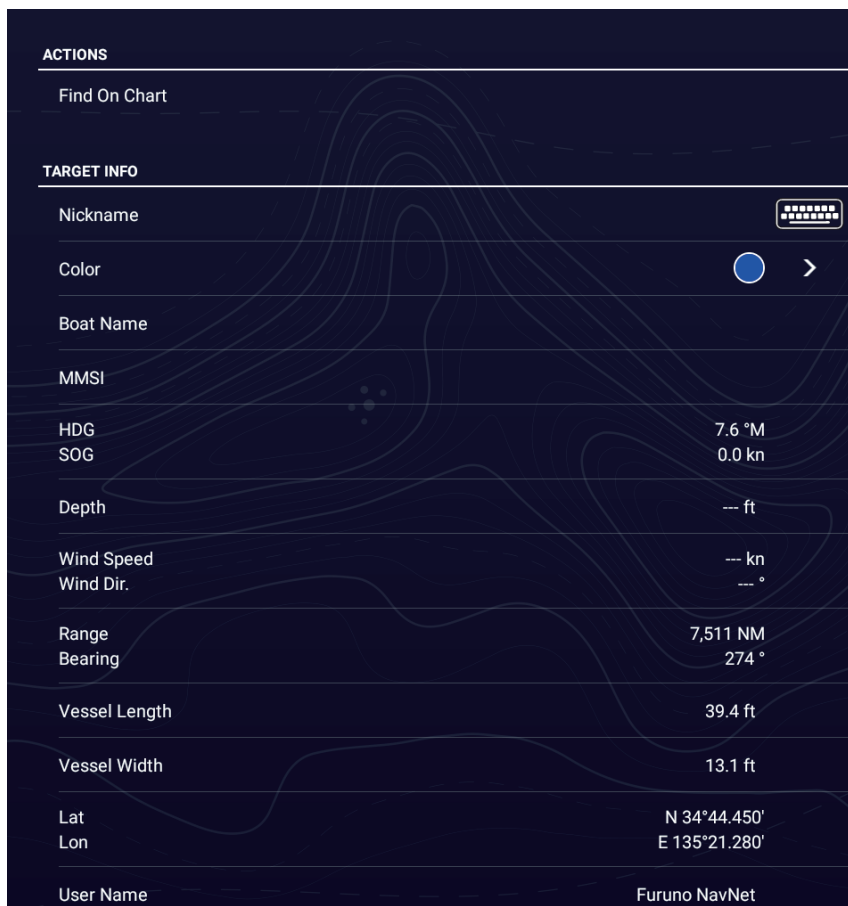 ACTIONS
Find On Chart
TARGET INFO
Nickname
Color
Boat Name
MMSI
HDG 7.6 °M
SOG 0.0 kn
Depth --- ft
Wind Speed --- kn
Wind Dir. --- °
Range 7,511 NM
Bearing 274 °
Vessel Length 39.4 ft
Vessel Width 13.1 ft
Lat N 34°44.450'
Lon E 135°21.280'
User Name Furuno NavNet